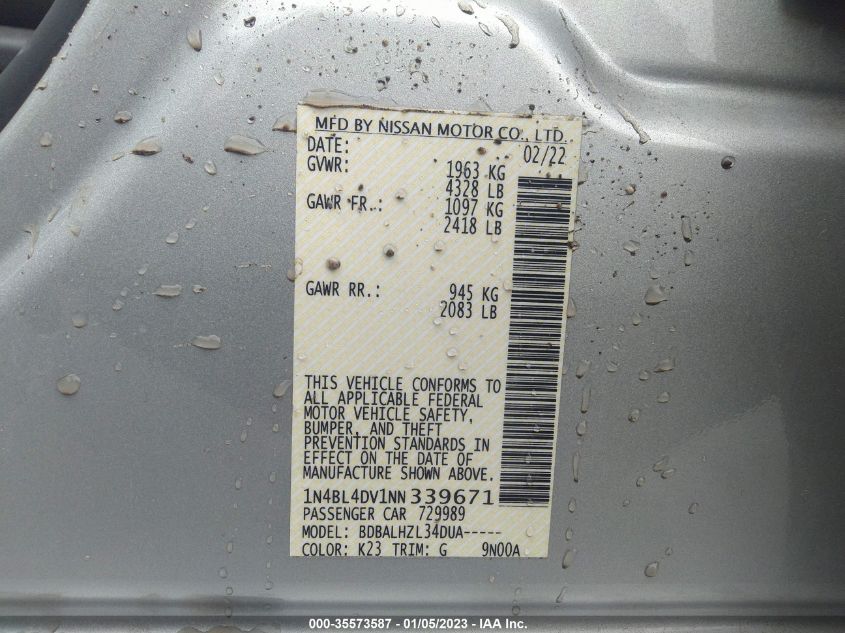 MFD BY NISSAN MOTOR CO., LTD.
DATE: 02/22
GVWR: 1963 KG
4328 LB
GAWR FR.: 1097 KG
2418 LB
GAWR RR.: 945 KG
2083 LB
THIS VEHICLE CONFORMS TO
ALL APPLICABLE FEDERAL
MOTOR VEHICLE SAFETY,
BUMPER, AND THEFT
PREVENTION STANDARDS IN
EFFECT ON THE DATE OF
MANUFACTURE SHOWN ABOVE.
1N4BL4DV1NN339671
PASSENGER CAR 729989
MODEL: BDBALHZL34DUA-----
COLOR: K23 TRIM: G 9N00A
000-35573587 - 01/05/2023 - IAA Inc.